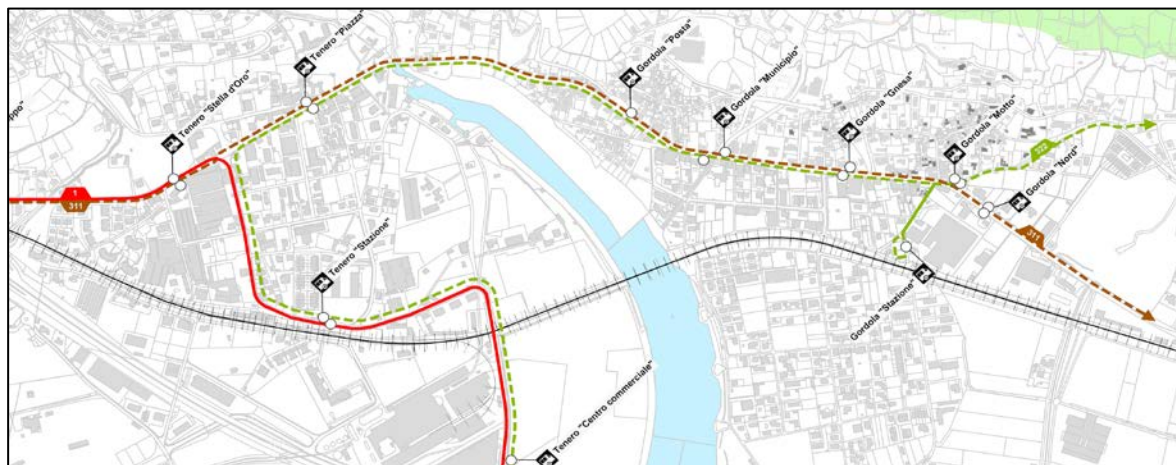 ppo"
Tenero "Stella d'Oro"
Tenero "Piazza"
Gordola "Posta"
Gordola "Municipio"
Gordola "Gnesa"
Gordola "Motto"
322
Gordola "Nord"
1
311
Tenero "Stazione"
311
Gordola "Stazione"
Tenero "Centro commerciale"